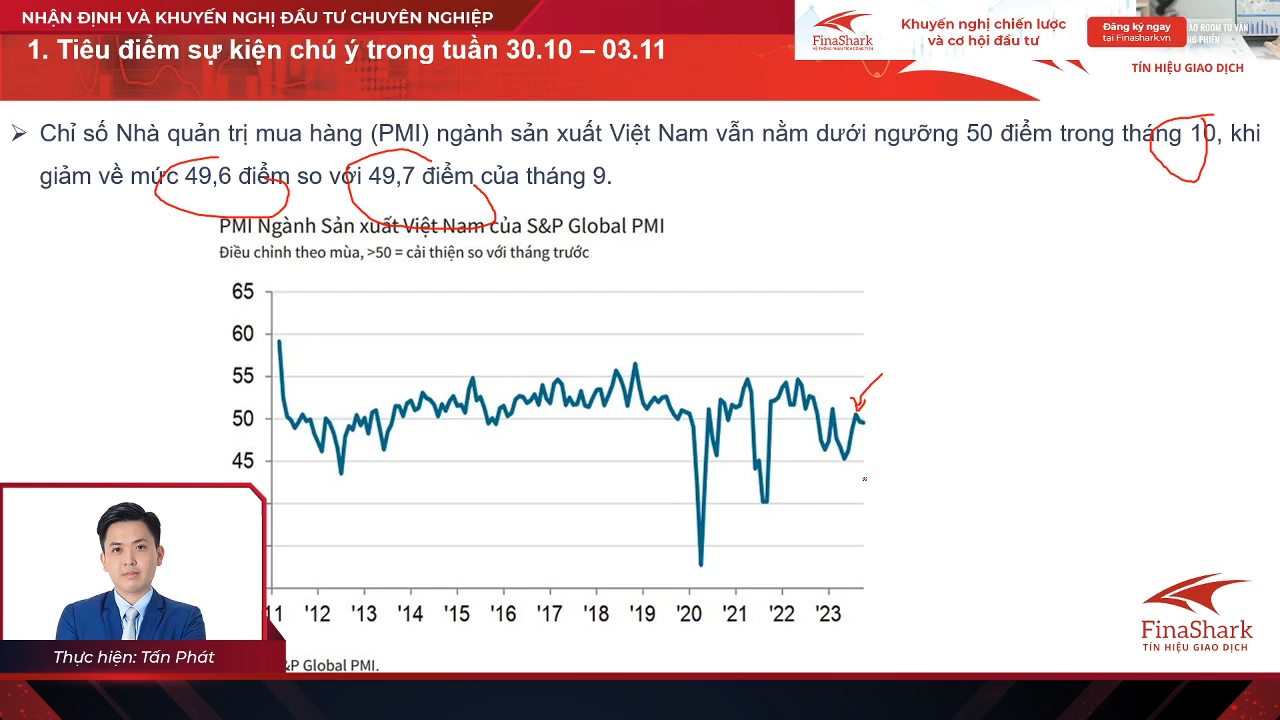 NHẬN ĐỊNH VÀ KHUYẾN NGHỊ ĐẦU TƯ CHUYÊN NGHIỆP
1. Tiêu điểm sự kiện chú ý trong tuần 30.10 – 03.11
FinaShark
Khuyến nghị chiến lược
và cơ hội đầu tư
Đăng ký ngay
tại Finashark.vn
ROOM TƯ VẤN
TÍN HIỆU GIAO DỊCH
Chỉ số Nhà quản trị mua hàng (PMI) ngành sản xuất Việt Nam vẫn nằm dưới ngưỡng 50 điểm trong tháng 10, khi
giảm về mức 49,6 điểm so với 49,7 điểm của tháng 9.
PMI Ngành Sản xuất Việt Nam của S&P Global PMI
Điều chỉnh theo mùa, >50 = cải thiện so với tháng trước
65
60
55
50
45
11 '12 '13 '14 '15 '16 '17 '18 '19 '20 '21 '22 '23
&P Global PMI.
Thực hiện: Tấn Phát
FinaShark
TÍN HIỆU GIAO DỊCH